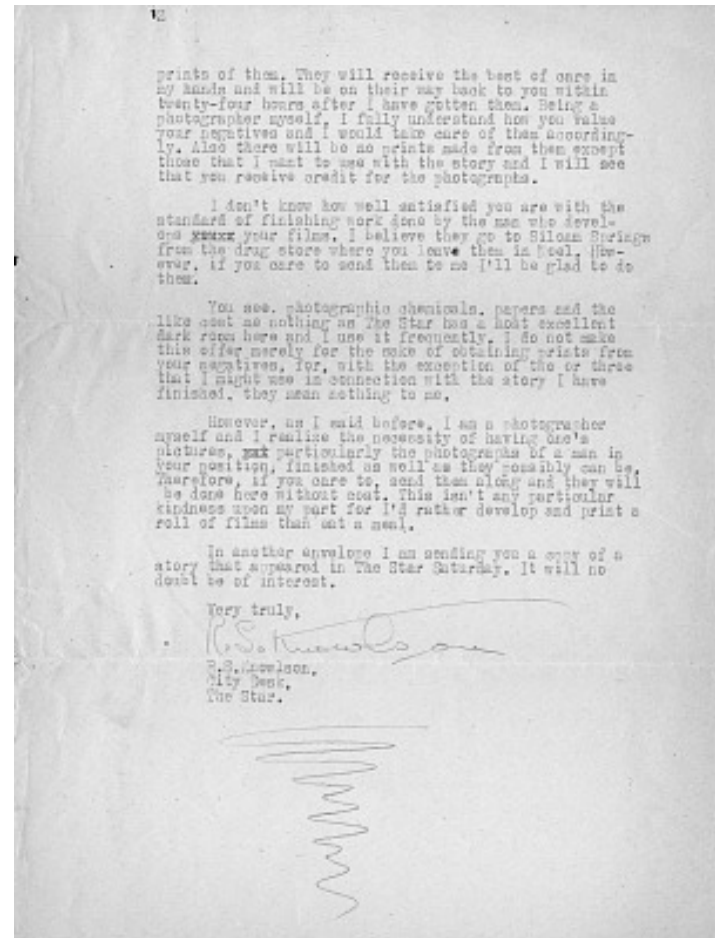 12
prints of them. They will receive the best of care in
my hands and will be on their way back to you within
twenty-four hours after I have gotten them. Being a
photographer myself, I fully understand how you value
your negatives and I would take care of them according-
ly. Also there will be no prints made from them except
those that I want to use with the story and I will see
that you receive credit for the photographs.
I don't know how well satisfied you are with the
standard of finishing work done by the man who devel-
ops xxxxx your films. I believe they go to Siloam Springs
from the drug store where you leave them in Noel. How-
ever, if you care to send them to me I'll be glad to do
them.
You see, photographic chemicals, papers and the
like cost me nothing as The Star has a most excellent
dark room here and I use it frequently. I do not make
this offer merely for the sake of obtaining prints from
your negatives, for, with the exception of two or three
that I might use in connection with the story I have
finished, they mean nothing to me.
However, as I said before, I am a photographer
myself and I realize the necessity of having one's
pictures, particularly the photographs of a man in
your position, finished as well as they possibly can be.
Therefore, if you care to, send them along and they will
be done here without cost. This isn't any particular
kindness upon my part for I'd rather develop and print a
roll of films than eat a meal.
In another envelope I am sending you a copy of a
story that appeared in The Star Saturday. It will no
doubt be of interest.
Very truly,
R.S.Knowlson
R.S.Knowlson,
City Desk,
The Star.